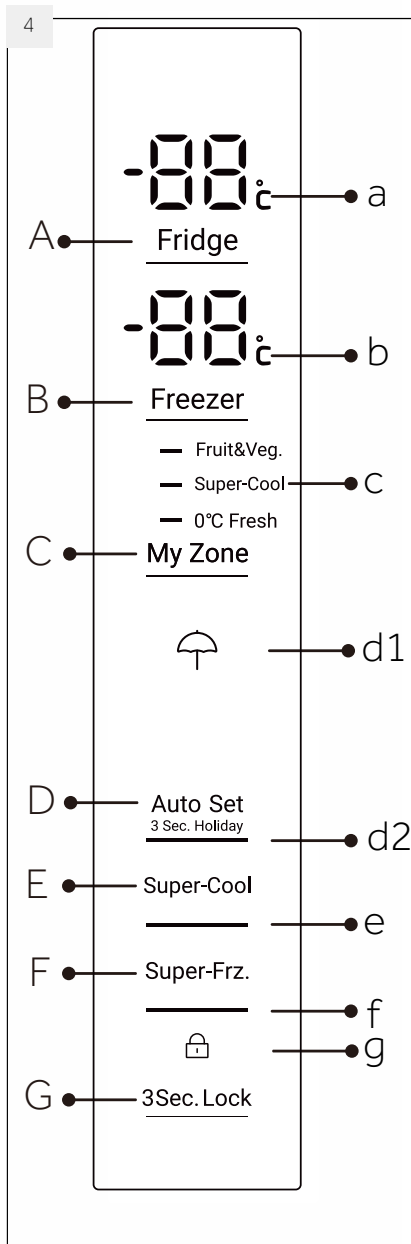 4
-88°C a
A Fridge
-88°C b
B Freezer
Fruit&Veg.
Super-Cool c
0°C Fresh
C My Zone
d1
D Auto Set
3 Sec. Holiday
d2
E Super-Cool
e
F Super-Frz.
f
g
G 3Sec. Lock